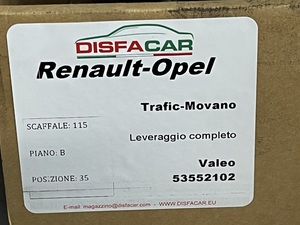 DISFACAR
Renault-Opel
Trafic-Movano
SCAFFALE: 115
Leveraggio completo
PIANO: B
Valeo
POSIZIONE: 35
53552102
E-mail magazzino@disfacar.com - WWW.DISFACAR.EU